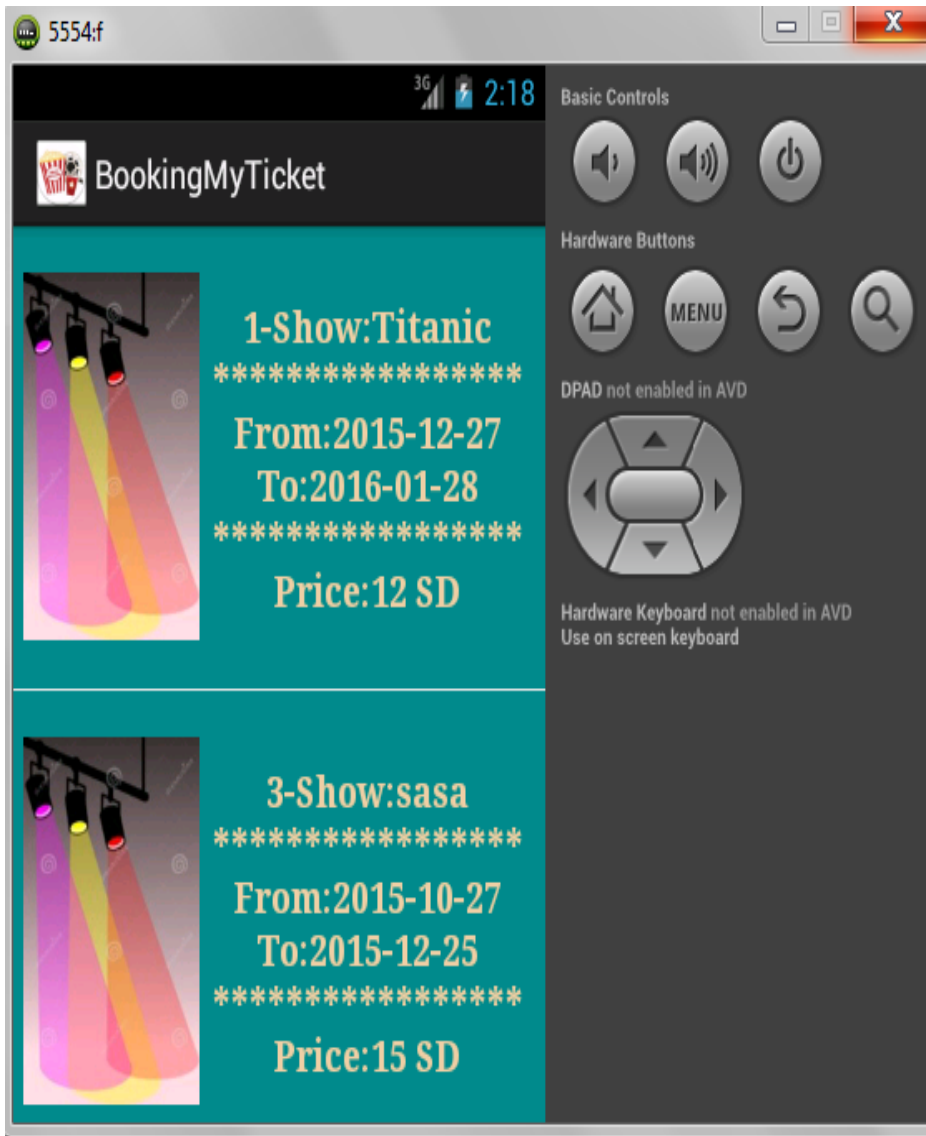 5554:f
3G 2:18
BookingMyTicket
1-Show:Titanic
*****************
From:2015-12-27
To:2016-01-28
*****************
Price:12 SD
3-Show:sasa
*****************
From:2015-10-27
To:2015-12-25
*****************
Price:15 SD
Basic Controls
Hardware Buttons
MENU
DPAD not enabled in AVD
Hardware Keyboard not enabled in AVD
Use on screen keyboard